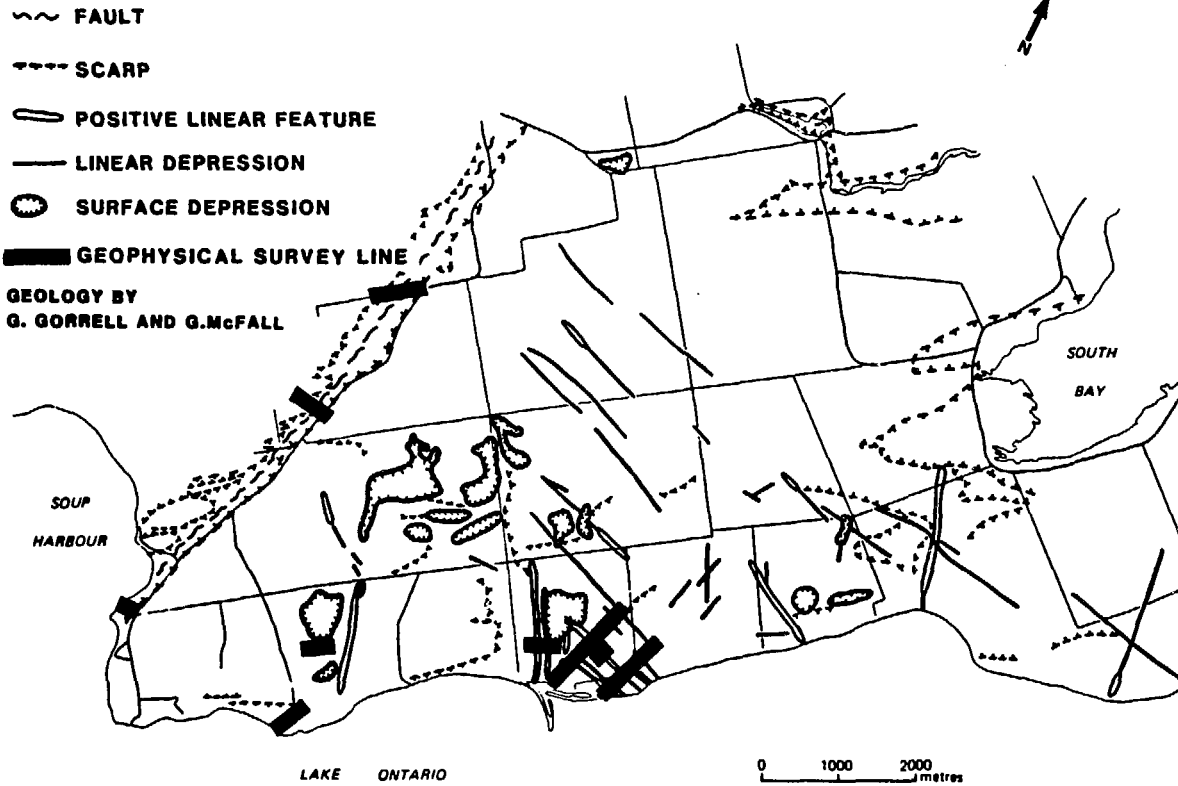 FAULT
SCARP
POSITIVE LINEAR FEATURE
LINEAR DEPRESSION
SURFACE DEPRESSION
GEOPHYSICAL SURVEY LINE
GEOLOGY BY
G. GORRELL AND G.McFALL
N
SOUTH
BAY
SOUP
HARBOUR
LAKE ONTARIO
0 1000 2000
metres